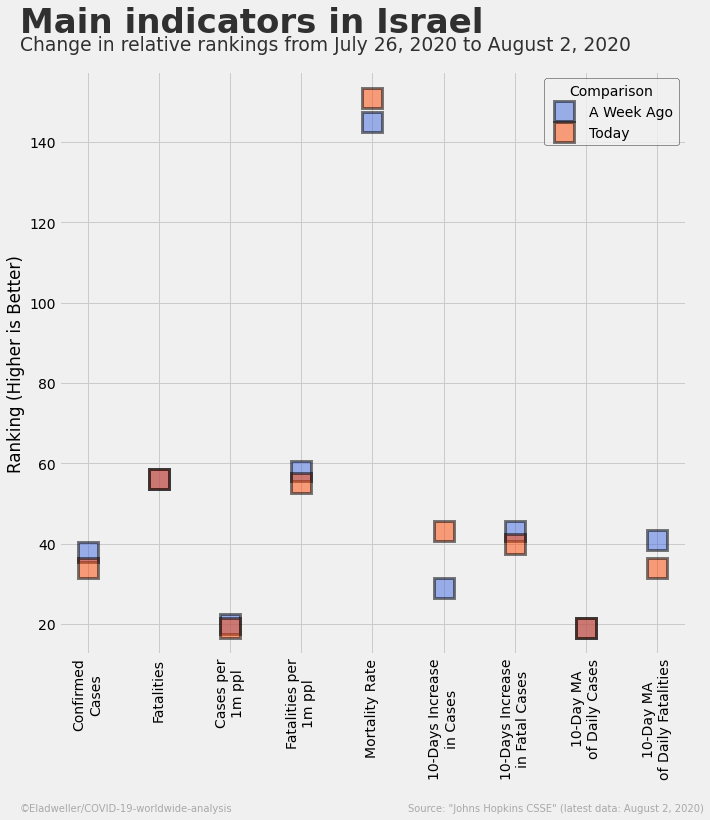 Main indicators in Israel
Change in relative rankings from July 26, 2020 to August 2, 2020
Comparison
A Week Ago
Today
Ranking (Higher is Better)
140
120
100
80
60
40
20
Confirmed
Cases
Fatalities
Cases per
1m ppl
Fatalities per
1m ppl
Mortality Rate
10-Days Increase
in Cases
10-Days Increase
in Fatal Cases
10-Day MA
of Daily Cases
10-Day MA
of Daily Fatalities
©Eladweller/COVID-19-worldwide-analysis
Source: "Johns Hopkins CSSE" (latest data: August 2, 2020)